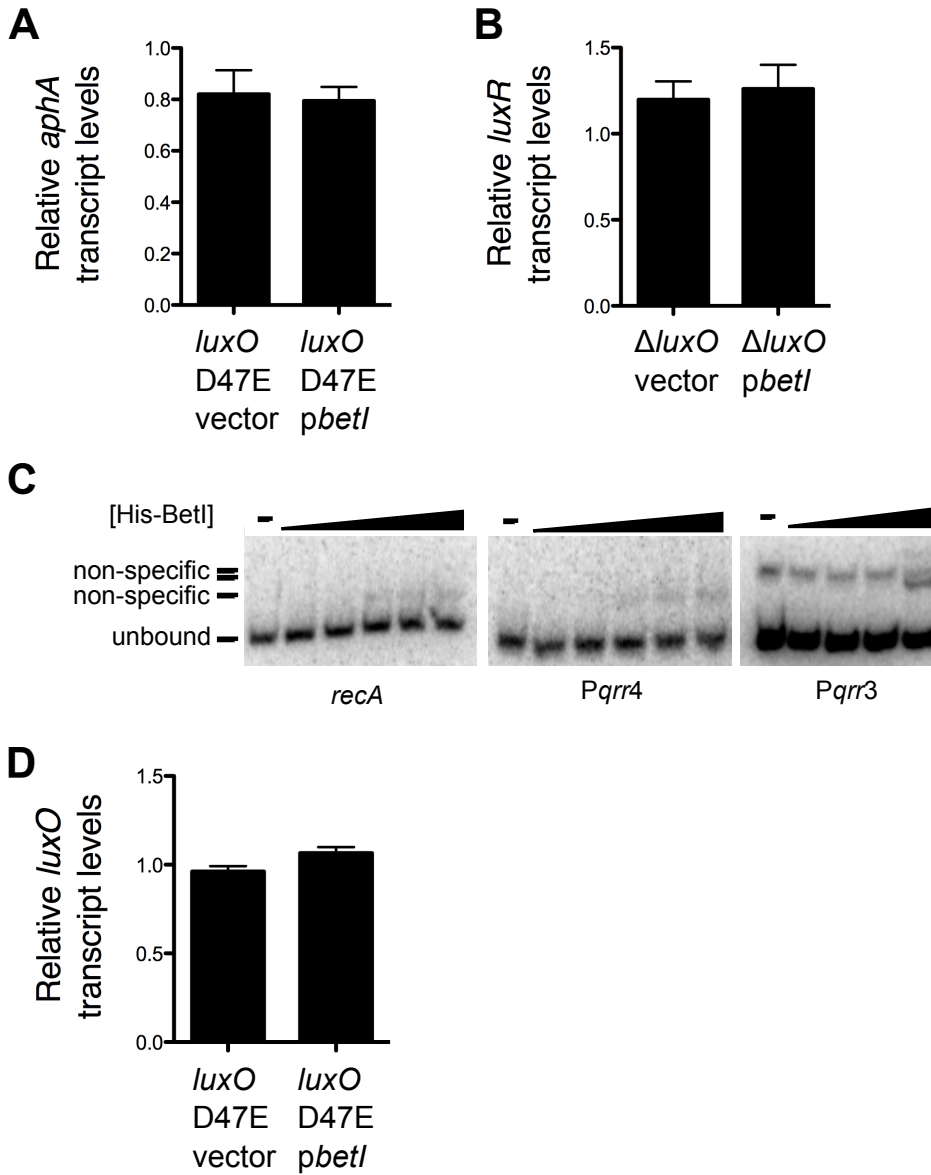 A
Relative aphA
transcript levels
1.0
0.8
0.6
0.4
0.2
0.0
luxO
D47E
vector
luxO
D47E
pbetI
B
Relative luxR
transcript levels
1.5
1.0
0.5
0.0
ΔluxO
vector
ΔluxO
pbetI
C
[His-BetI]
-
-
-
non-specific
non-specific
unbound
recA
Pqrr4
Pqrr3
D
Relative luxO
transcript levels
1.5
1.0
0.5
0.0
luxO
D47E
vector
luxO
D47E
pbetI